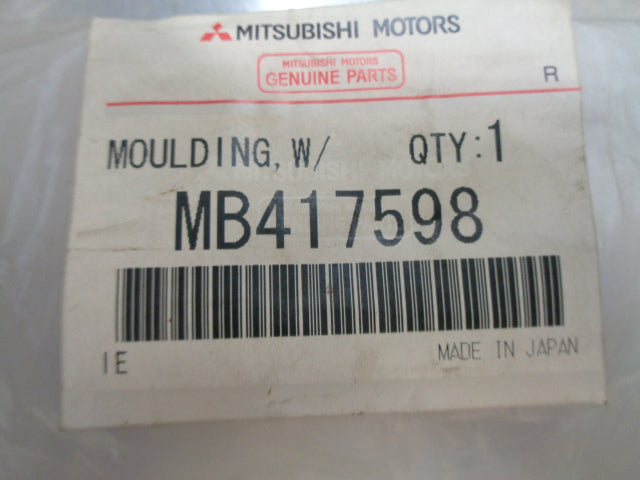 MITSUBISHI MOTORS
MITSUBISHI MOTORS
GENUINE PARTS
R
MOULDING, W/ QTY:1
MB417598
IE MADE IN JAPAN